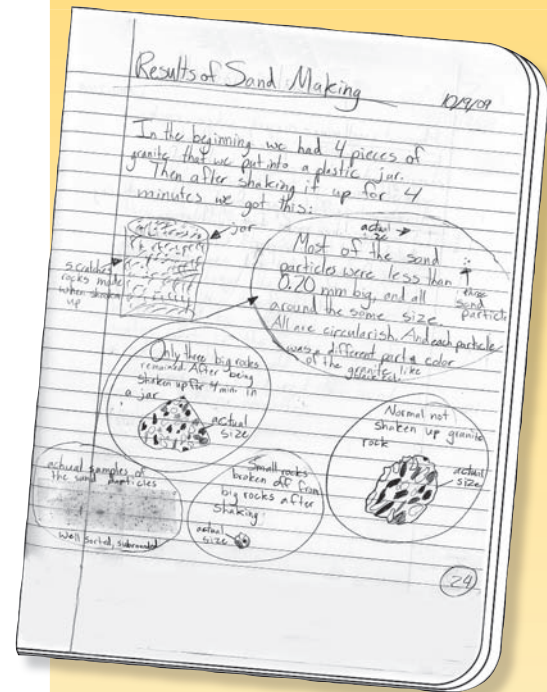 Results of Sand Making
10/9/09
In the beginning we had 4 pieces of
granite that we put into a plastic jar.
Then after shaking it up for 4
minutes we got this:
jar
scratches
rocks made
when shaken
up
actual
size
Most of the sand
particles were less than
0.20 mm big, and all
around the same size.
All are circularish. And each particle
was a different part & color
of the granite, like
sand
particle
Only three big rocks
remained. After being
shaken up for 4 min in
a jar
actual
size
Normal not
shaken up granite
rock
actual
size
actual samples of
the sand particles
well sorted, subrounded
Small rocks
broken off from
big rocks after
shaking.
actual
size
24